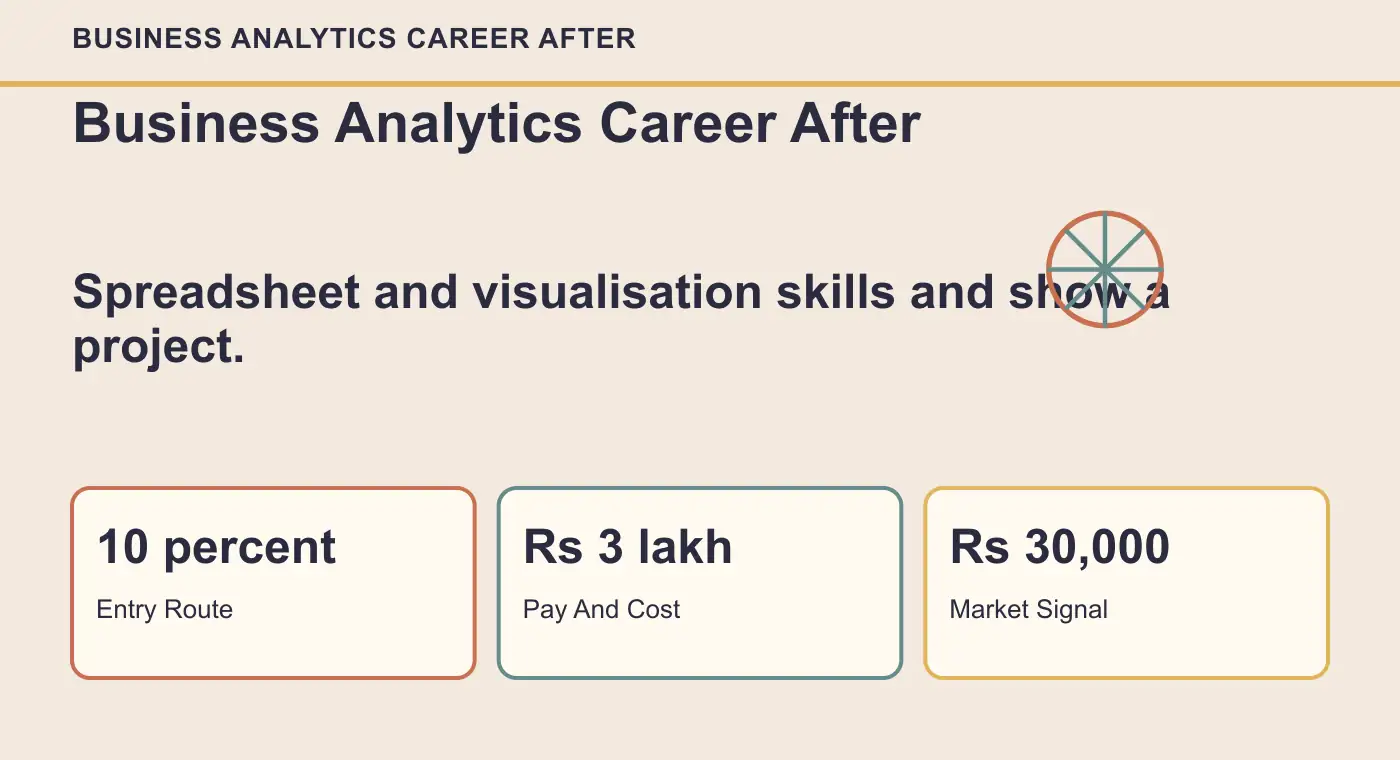 BUSINESS ANALYTICS CAREER AFTER
Business Analytics Career After
Spreadsheet and visualisation skills and show a
project.
10 percent
Entry Route
Rs 3 lakh
Pay And Cost
Rs 30,000
Market Signal